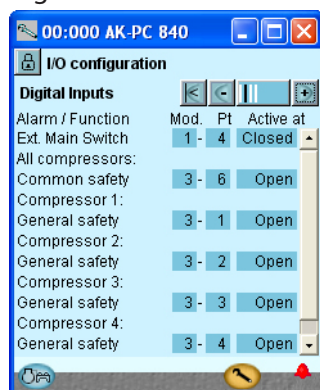 00:000 AK-PC 840
I/O configuration
Digital Inputs
Alarm / Function Mod. Pt Active at
Ext. Main Switch 1 - 4 Closed
All compressors:
Common safety 3 - 6 Open
Compressor 1:
General safety 3 - 1 Open
Compressor 2:
General safety 3 - 2 Open
Compressor 3:
General safety 3 - 3 Open
Compressor 4:
General safety 3 - 4 Open